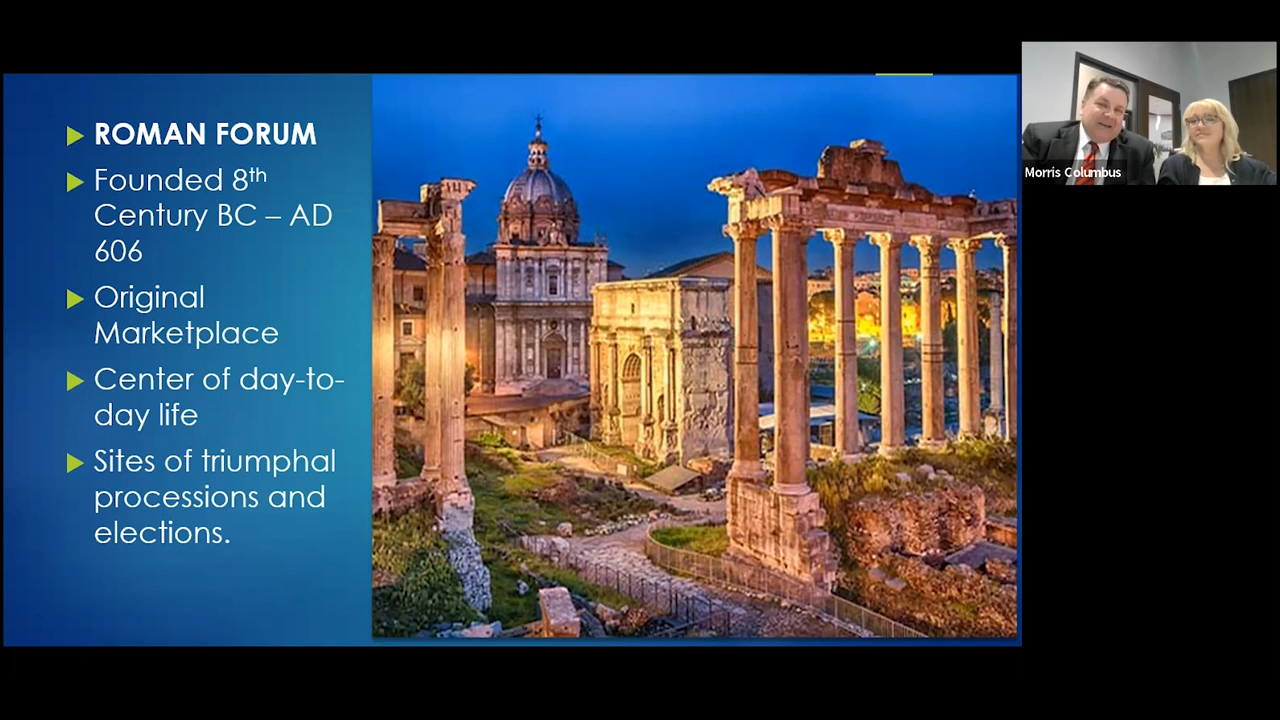 ROMAN FORUM
Founded 8th
Century BC – AD
606
Original
Marketplace
Center of day-to-
day life
Sites of triumphal
processions and
elections.
Morris Columbus